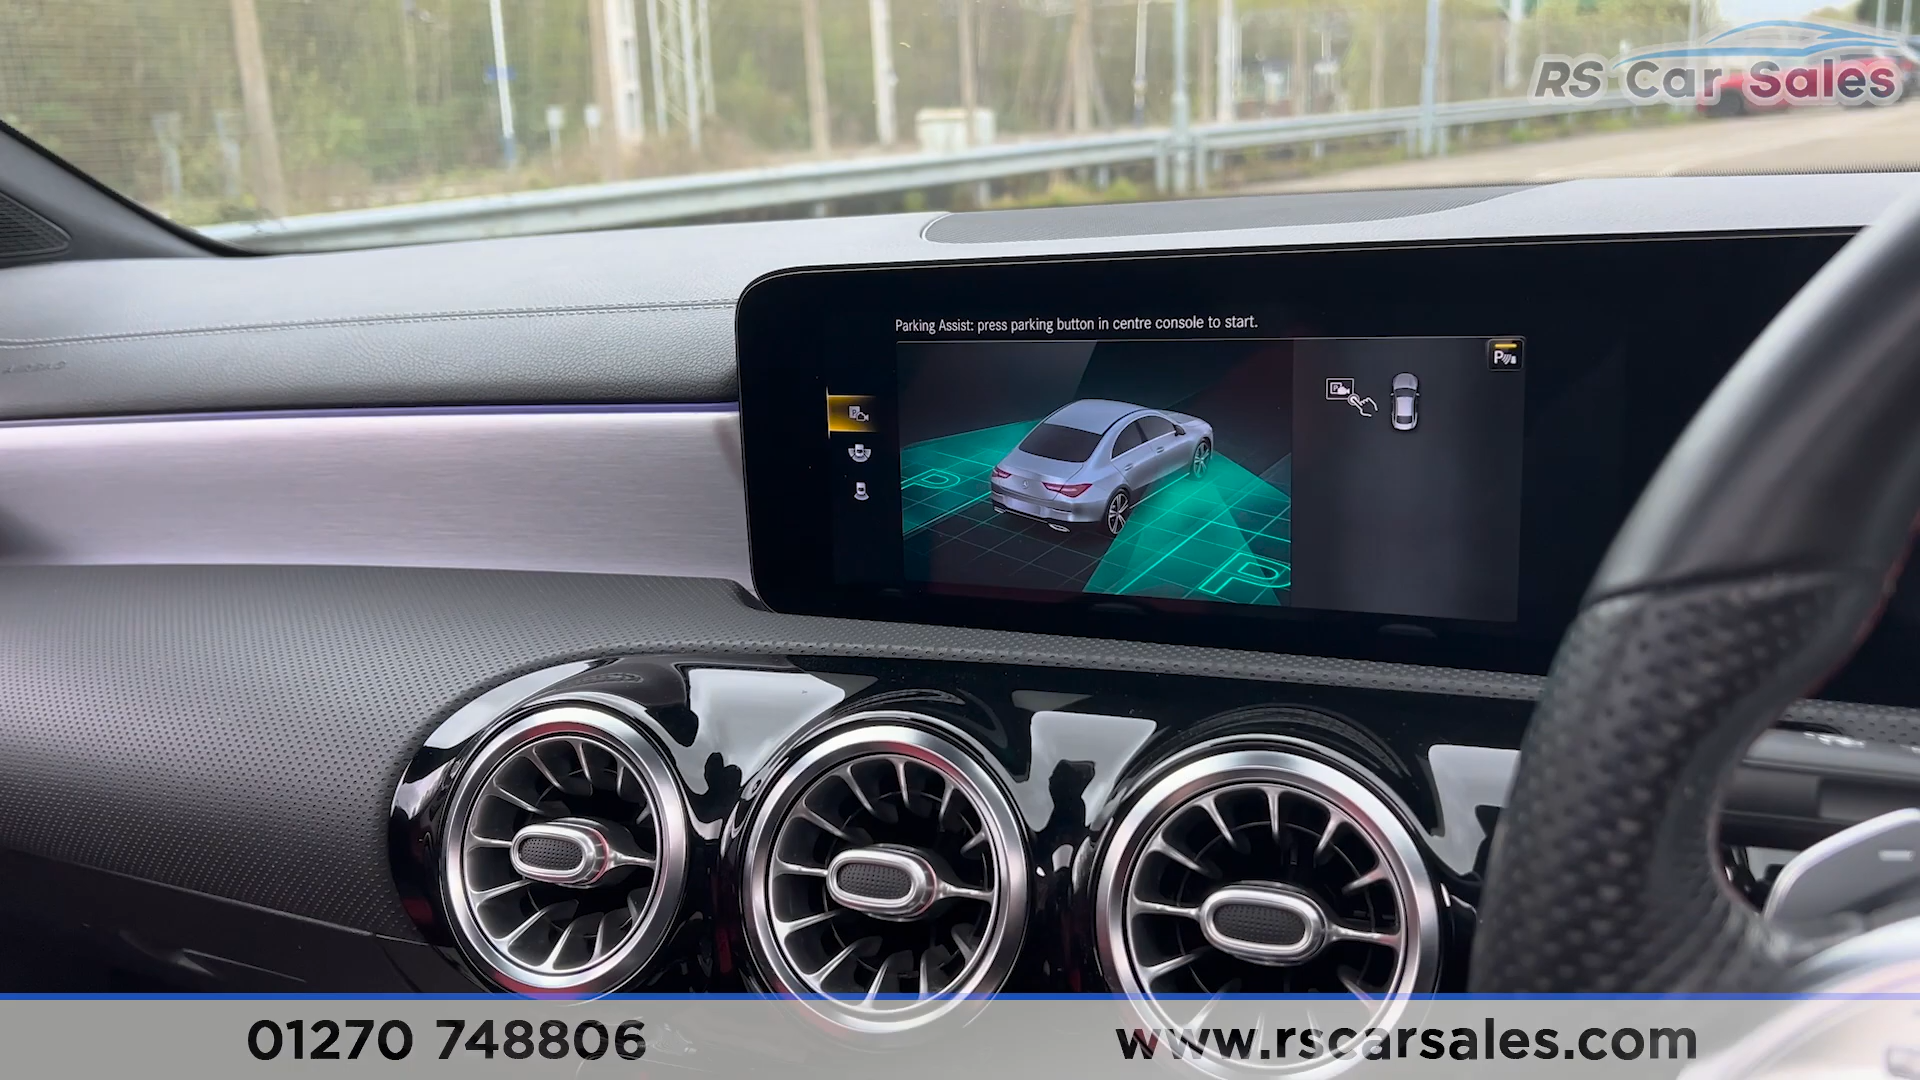 RS Car Sales
Parking Assist: press parking button in centre console to start.
P
P
P
P
P
01270 748806
www.rscarsales.com